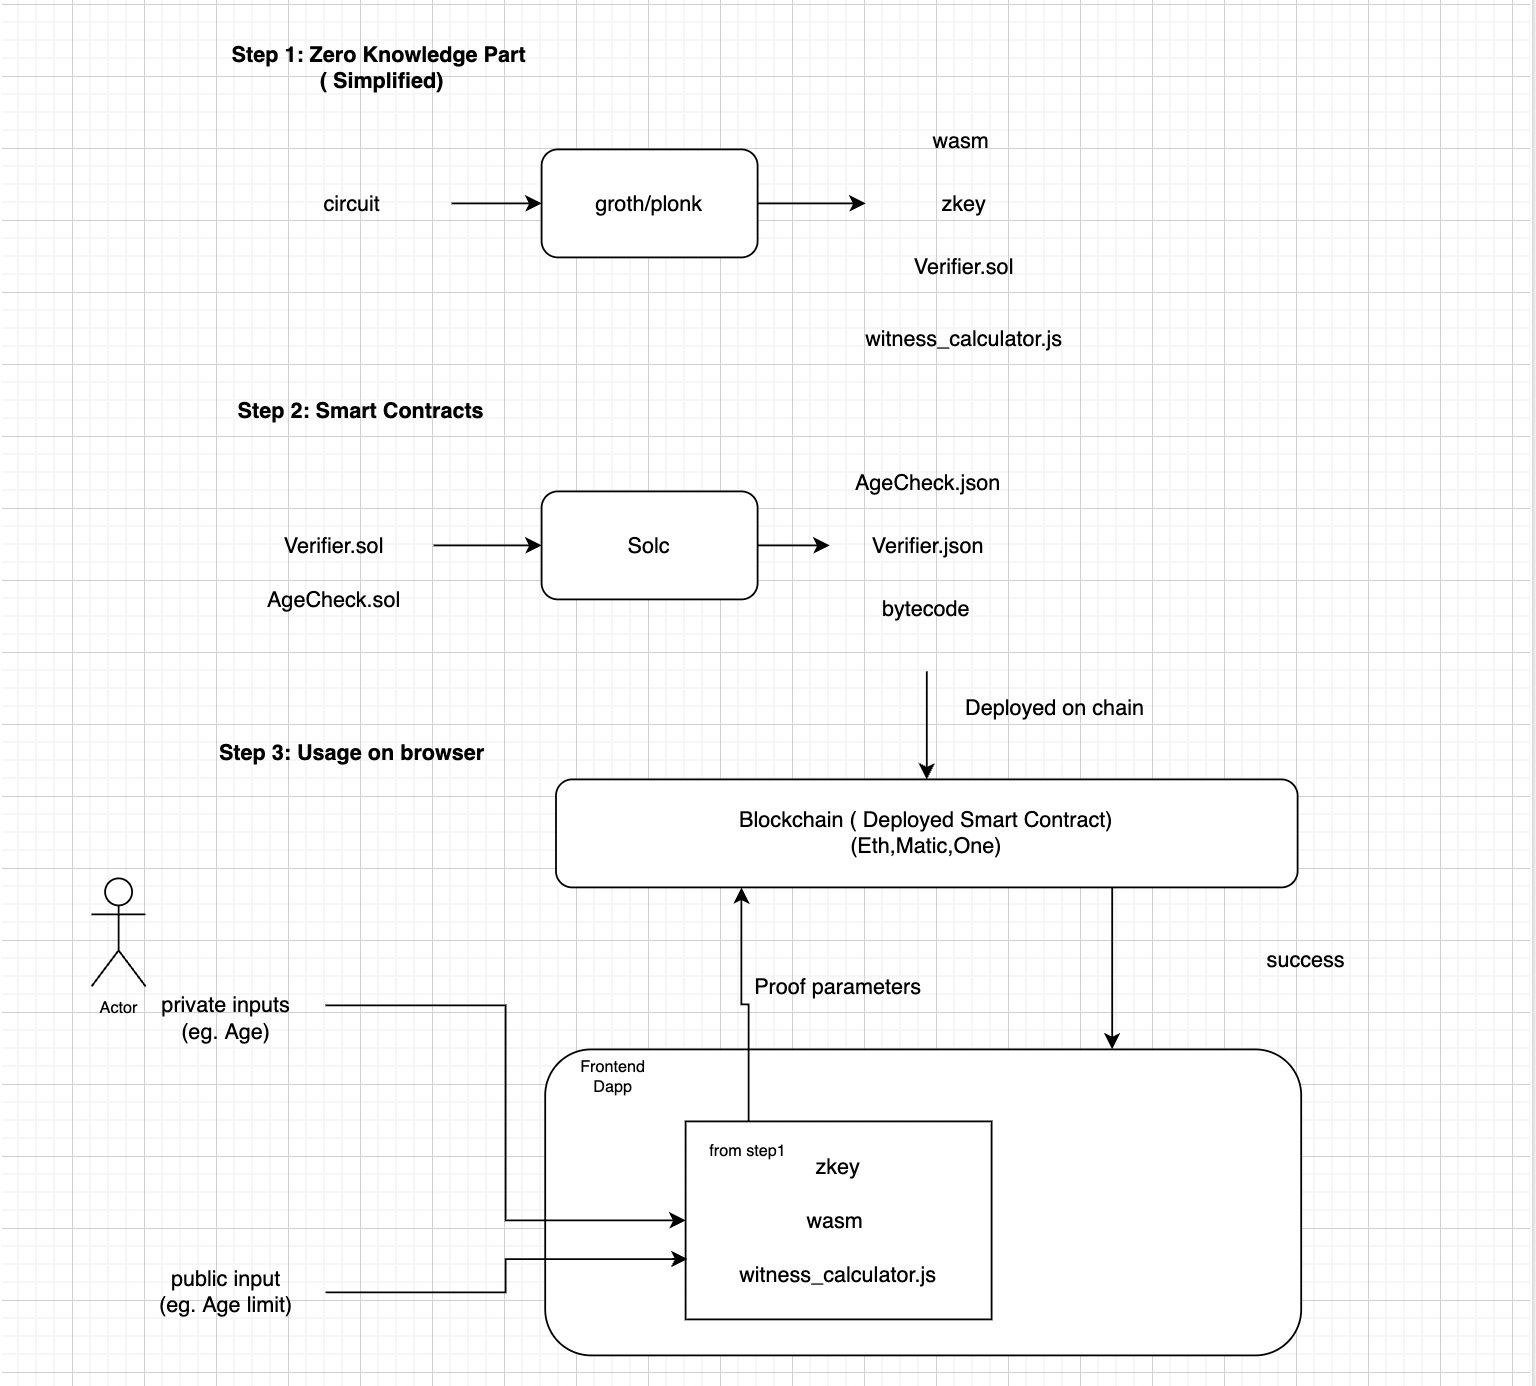 Step 1: Zero Knowledge Part
( Simplified)
wasm
circuit
groth/plonk
zkey
Verifier.sol
witness_calculator.js
Step 2: Smart Contracts
AgeCheck.json
Verifier.sol
Solc
Verifier.json
AgeCheck.sol
bytecode
Deployed on chain
Step 3: Usage on browser
Blockchain ( Deployed Smart Contract)
(Eth,Matic,One)
success
Proof parameters
Actor
private inputs
(eg. Age)
Frontend
Dapp
from step1
zkey
wasm
witness_calculator.js
public input
(eg. Age limit)